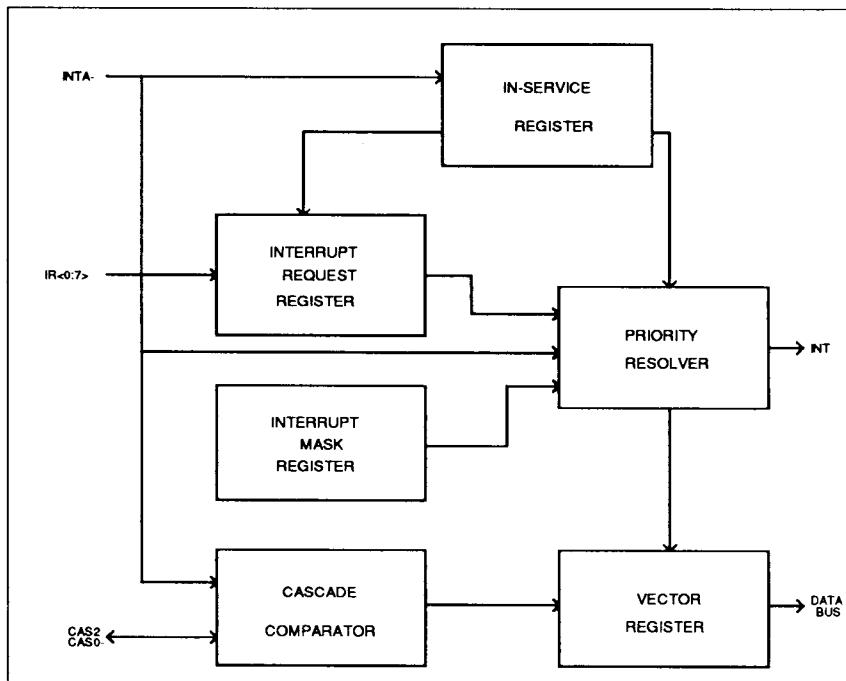 INTA-
IN-SERVICE
REGISTER
INTERRUPT
REQUEST
REGISTER
IR<0:7>
PRIORITY
RESOLVER
INT
INTERRUPT
MASK
REGISTER
CASCADE
COMPARATOR
CAS2
CAS0-
VECTOR
REGISTER
DATA
BUS